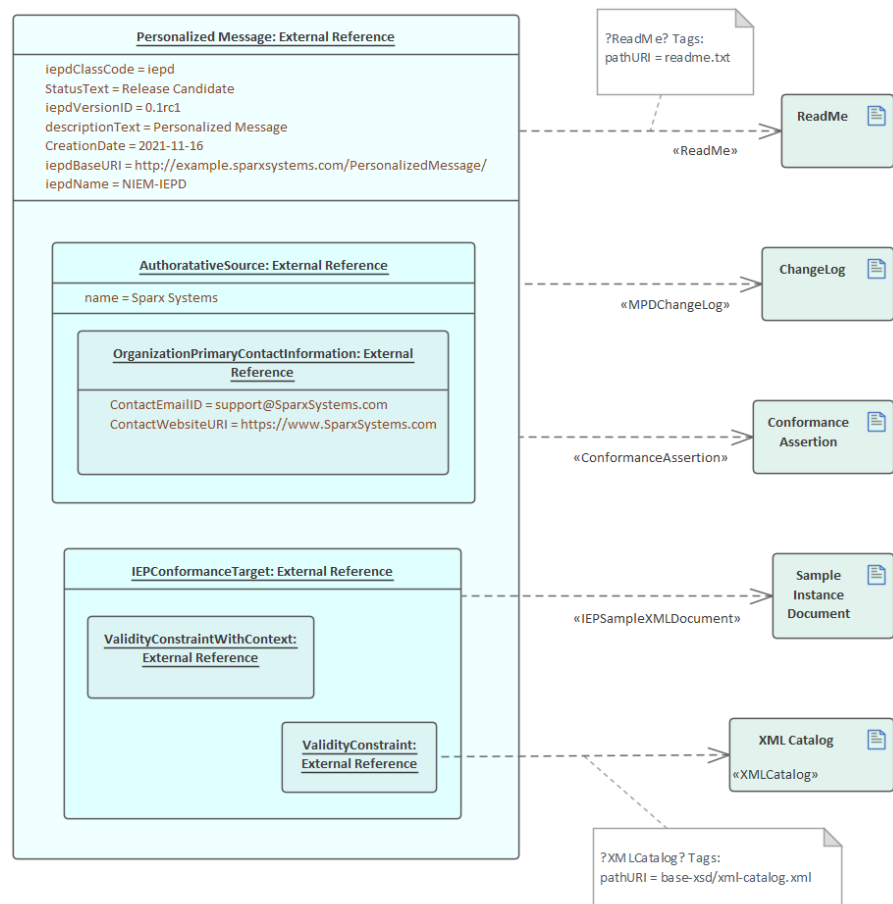 Personalized Message: External Reference
iepdClassCode = iepd
StatusText = Release Candidate
iepdVersionID = 0.1rc1
descriptionText = Personalized Message
CreationDate = 2021-11-16
iepdBaseURI = http://example.sparxsystems.com/PersonalizedMessage/
iepdName = NIEM-IEPD
?ReadMe? Tags:
pathURI = readme.txt
ReadMe
«ReadMe»
AuthoratativeSource: External Reference
name = Sparx Systems
ChangeLog
«MPDChangeLog»
OrganizationPrimaryContactInformation: External
Reference
ContactEmailID = support@SparxSystems.com
ContactWebsiteURI = https://www.SparxSystems.com
Conformance
Assertion
«ConformanceAssertion»
IEPConformanceTarget: External Reference
Sample
Instance
Document
«IEPSampleXMLDocument»
ValidityConstraintWithContext:
External Reference
ValidityConstraint:
External Reference
XML Catalog
«XMLCatalog»
?XMLCatalog? Tags:
pathURI = base-xsd/xml-catalog.xml